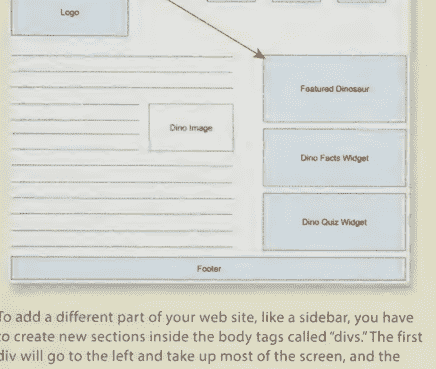 Logo
Featured Dinosaur
Dino Image
Dino Facts Widget
Dino Quiz Widget
Footer
To add a different part of your web site, like a sidebar, you have
to create new sections inside the body tags called “divs.” The first
div will go to the left and take up most of the screen, and the